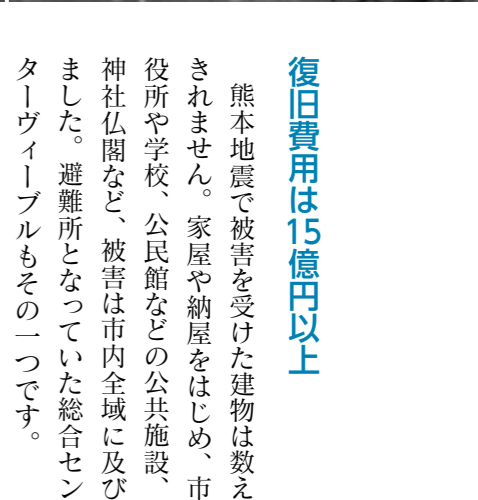 復旧費用は15億円以上
熊本地震で被害を受けた建物は数え
きれません。家屋や納屋をはじめ、市
役所や学校、公民館などの公共施設、
神社仏閣など、被害は市内全域に及び
ました。避難所となっていた総合セン
ターヴィーブルもその一つです。